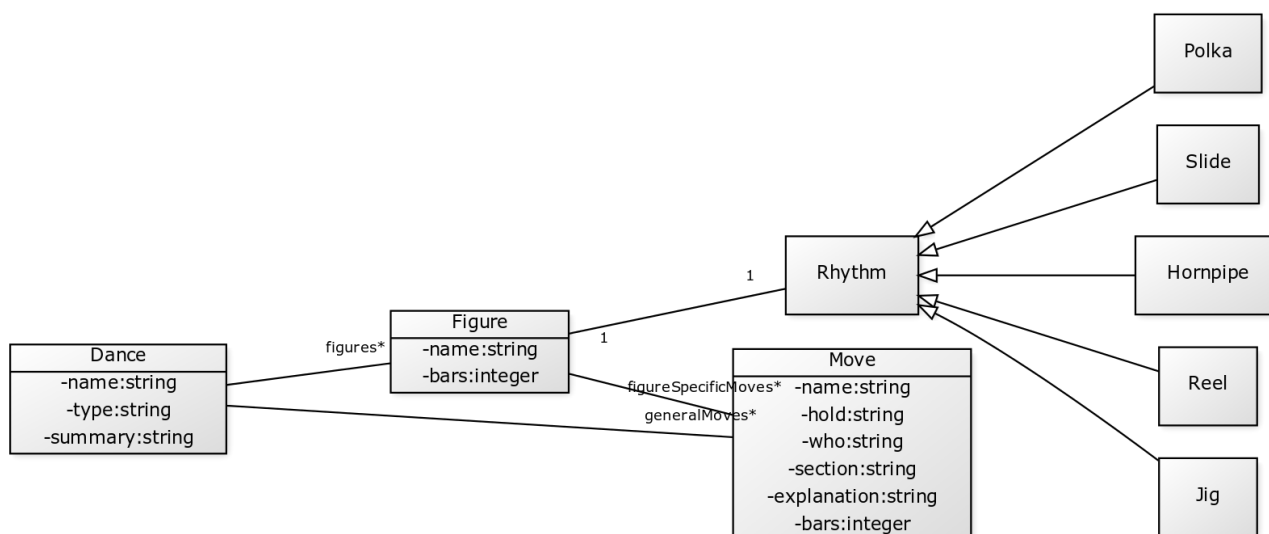 Polka
Slide
Rhythm
Hornpipe
1
1
Figure
-name:string
-bars:integer
figures*
Dance
-name:string
-type:string
-summary:string
figureSpecificMoves*
generalMoves*
Move
-name:string
-hold:string
-who:string
-section:string
-explanation:string
-bars:integer
Reel
Jig